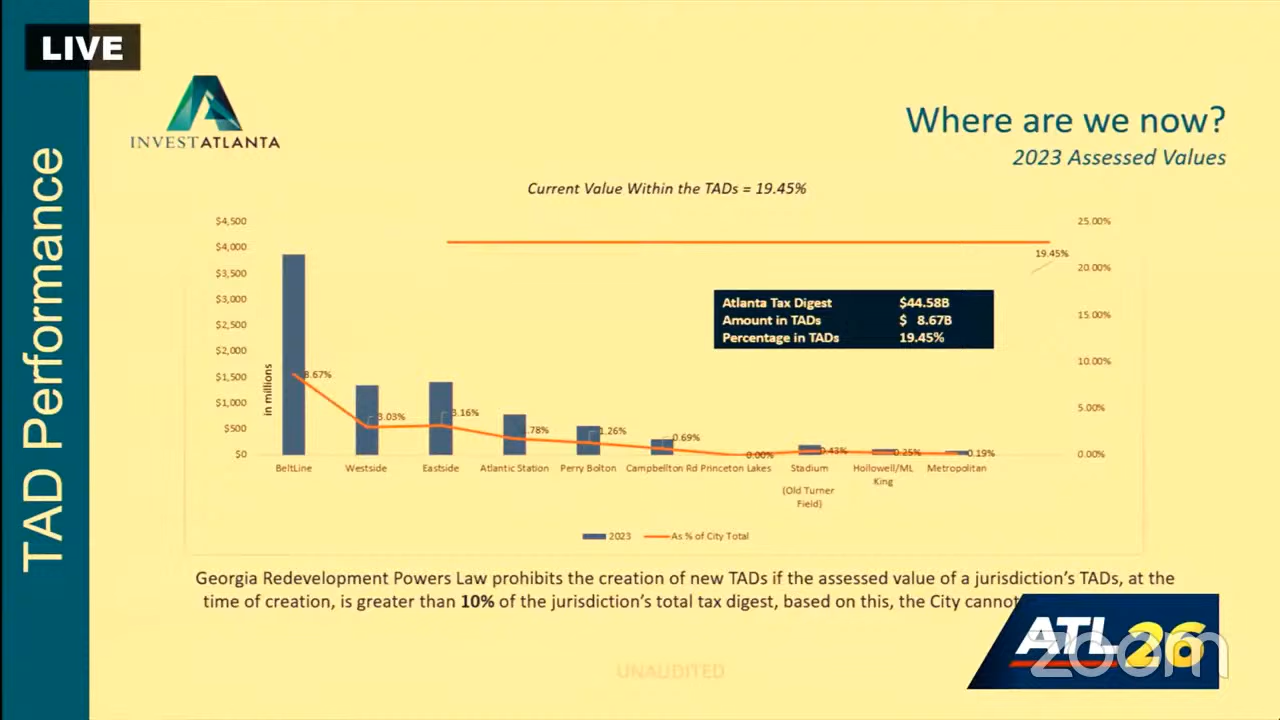 LIVE
INVESTATLANTA
TAD Performance
Where are we now?
2023 Assessed Values
Current Value Within the TADs = 19.45%
$4,500
$4,000
$3,500
$3,000
$2,500
$2,000
$1,500
$1,000
$500
$0
in millions
25.00%
20.00%
15.00%
10.00%
5.00%
0.00%
19.45%
Atlanta Tax Digest $44.58B
Amount in TADs $ 8.67B
Percentage in TADs 19.45%
8.67%
3.03%
3.16%
1.78%
1.26%
0.69%
0.00%
0.43%
0.25%
0.19%
BeltLine Westside Eastside Atlantic Station Perry Bolton Campbellton Rd Princeton Lakes Stadium Hollowell/ML Metropolitan
(Old Turner King
Field)
2023 As % of City Total
Georgia Redevelopment Powers Law prohibits the creation of new TADs if the assessed value of a jurisdiction's TADs, at the
time of creation, is greater than 10% of the jurisdiction's total tax digest, based on this, the City cannot
UNAUDITED
ATL 26
zoom